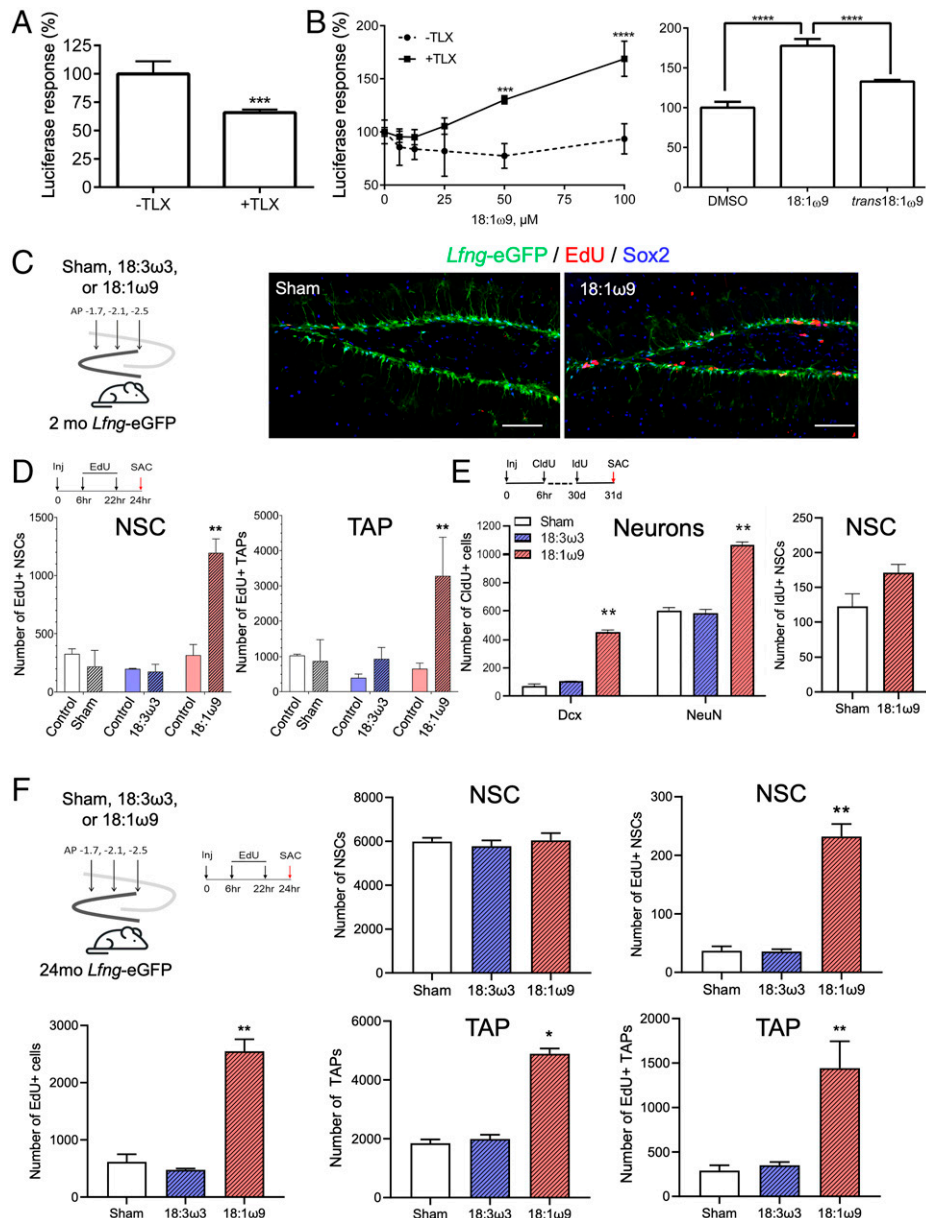 A
Luciferase response (%)
125
100
75
50
25
0
***
-TLX
+TLX
B
Luciferase response (%)
200
150
100
50
-TLX
+TLX
***
****
0
25
50
75
100
18:1ω9, μM
200
150
100
50
0
****
****
DMSO
18:1ω9
trans18:1ω9
C
Sham, 18:3ω3,
or 18:1ω9
AP -1.7, -2.1, -2.5
2 mo Lfng-eGFP
Lfng-eGFP / EdU / Sox2
Sham
18:1ω9
D
Inj
EdU
SAC
0
6hr
22hr
24hr
NSC
Number of EdU+ NSCs
1500
1000
500
0
**
Control
Sham
Control
18:3ω3
Control
18:1ω9
TAP
Number of EdU+ TAPs
5000
4000
3000
2000
1000
0
**
Control
Sham
Control
18:3ω3
Control
18:1ω9
E
Inj
CldU
IdU
SAC
0
6hr
30d
31d
Neurons
Number of CldU+ cells
1200
1000
800
600
400
200
0
Sham
18:3ω3
18:1ω9
**
**
Dcx
NeuN
NSC
Number of IdU+ NSCs
250
200
150
100
50
0
Sham
18:1ω9
F
Sham, 18:3ω3,
or 18:1ω9
AP -1.7, -2.1, -2.5
24mo Lfng-eGFP
Inj
EdU
SAC
0
6hr
22hr
24hr
NSC
Number of NSCs
8000
6000
4000
2000
0
Sham
18:3ω3
18:1ω9
NSC
Number of EdU+ NSCs
300
200
100
0
**
Sham
18:3ω3
18:1ω9
Number of EdU+ cells
3000
2000
1000
0
**
Sham
18:3ω3
18:1ω9
TAP
Number of TAPs
6000
4000
2000
0
*
Sham
18:3ω3
18:1ω9
TAP
Number of EdU+ TAPs
2000
1500
1000
500
0
**
Sham
18:3ω3
18:1ω9